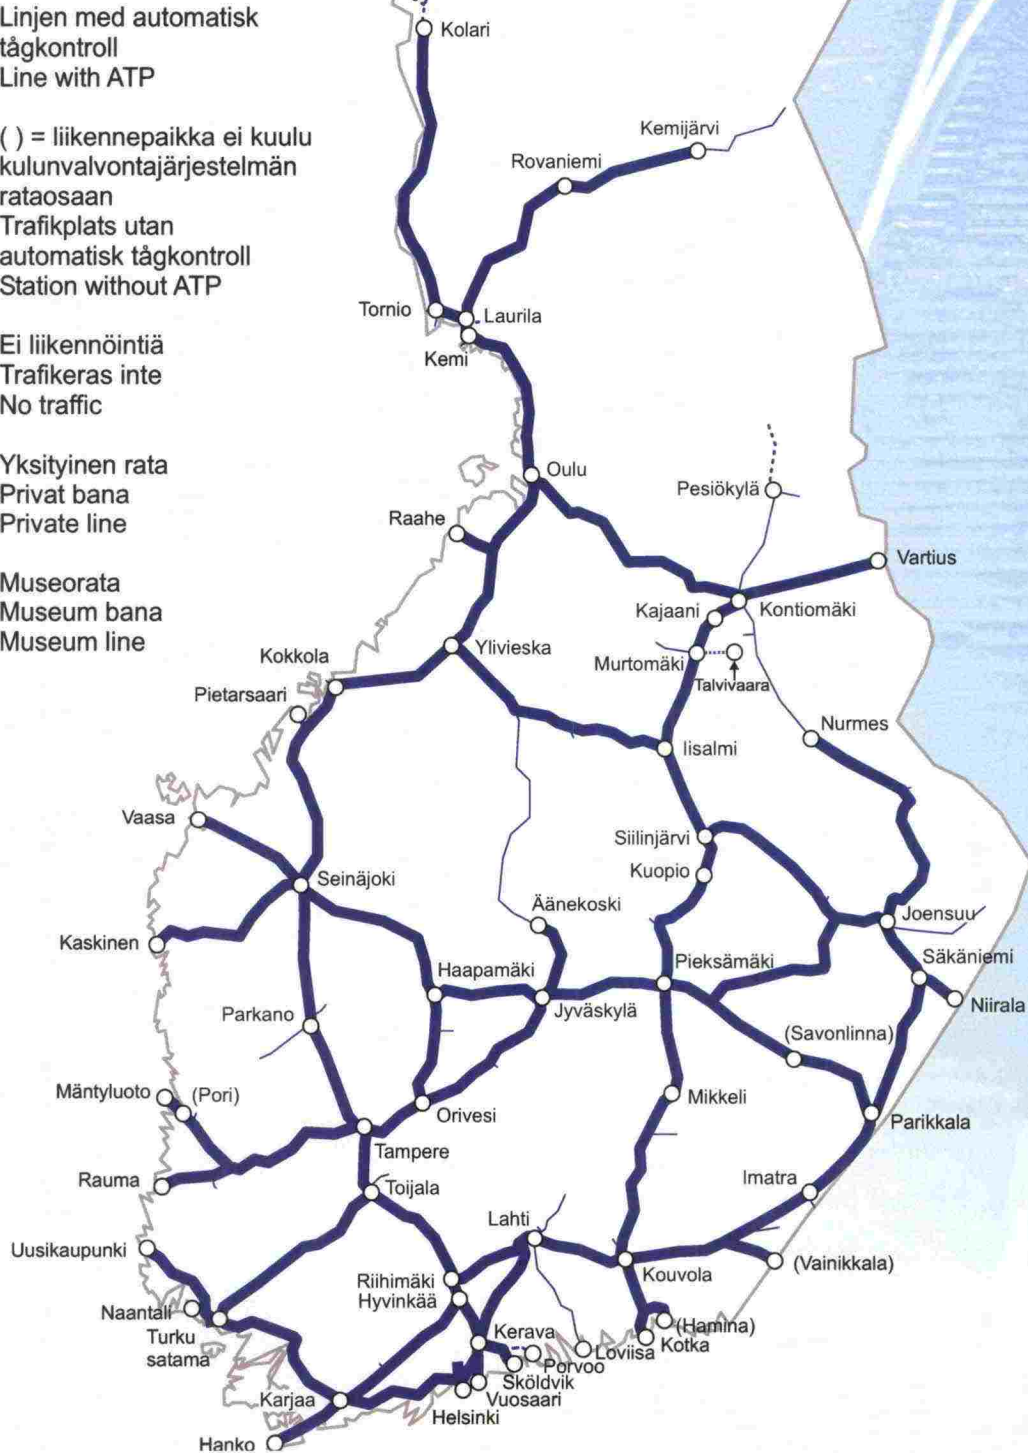 Linjen med automatisk
tågkontroll
Line with ATP
( ) = liikennepaikka ei kuulu
kulunvalvontajärjestelmän
rataosaan
Trafikplats utan
automatisk tågkontroll
Station without ATP
Ei liikennöintiä
Trafikeras inte
No traffic
Yksityinen rata
Privat bana
Private line
Museorata
Museum bana
Museum line
Kolari
Kemijärvi
Rovaniemi
Tornio
Laurila
Kemi
Oulu
Pesiökylä
Raahe
Vartius
Kajaani
Kontiomäki
Ylivieska
Kokkola
Murtomäki
Talvivaara
Pietarsaari
Nurmes
Iisalmi
Vaasa
Siilinjärvi
Kuopio
Seinäjoki
Äänekoski
Joensuu
Kaskinen
Säkäniemi
Haapamäki
Pieksämäki
Jyväskylä
Niirala
Parkano
(Savonlinna)
Mäntyluoto
(Pori)
Mikkeli
Orivesi
Parikkala
Tampere
Rauma
Toijala
Imatra
Lahti
Uusikaupunki
Riihimäki
Kouvola
(Vainikkala)
Hyvinkää
Naantali
Turku
satama
Kerava
(Hamina)
Kotka
Loviisa
Porvoo
Sköldvik
Vuosaari
Karjaa
Helsinki
Hanko